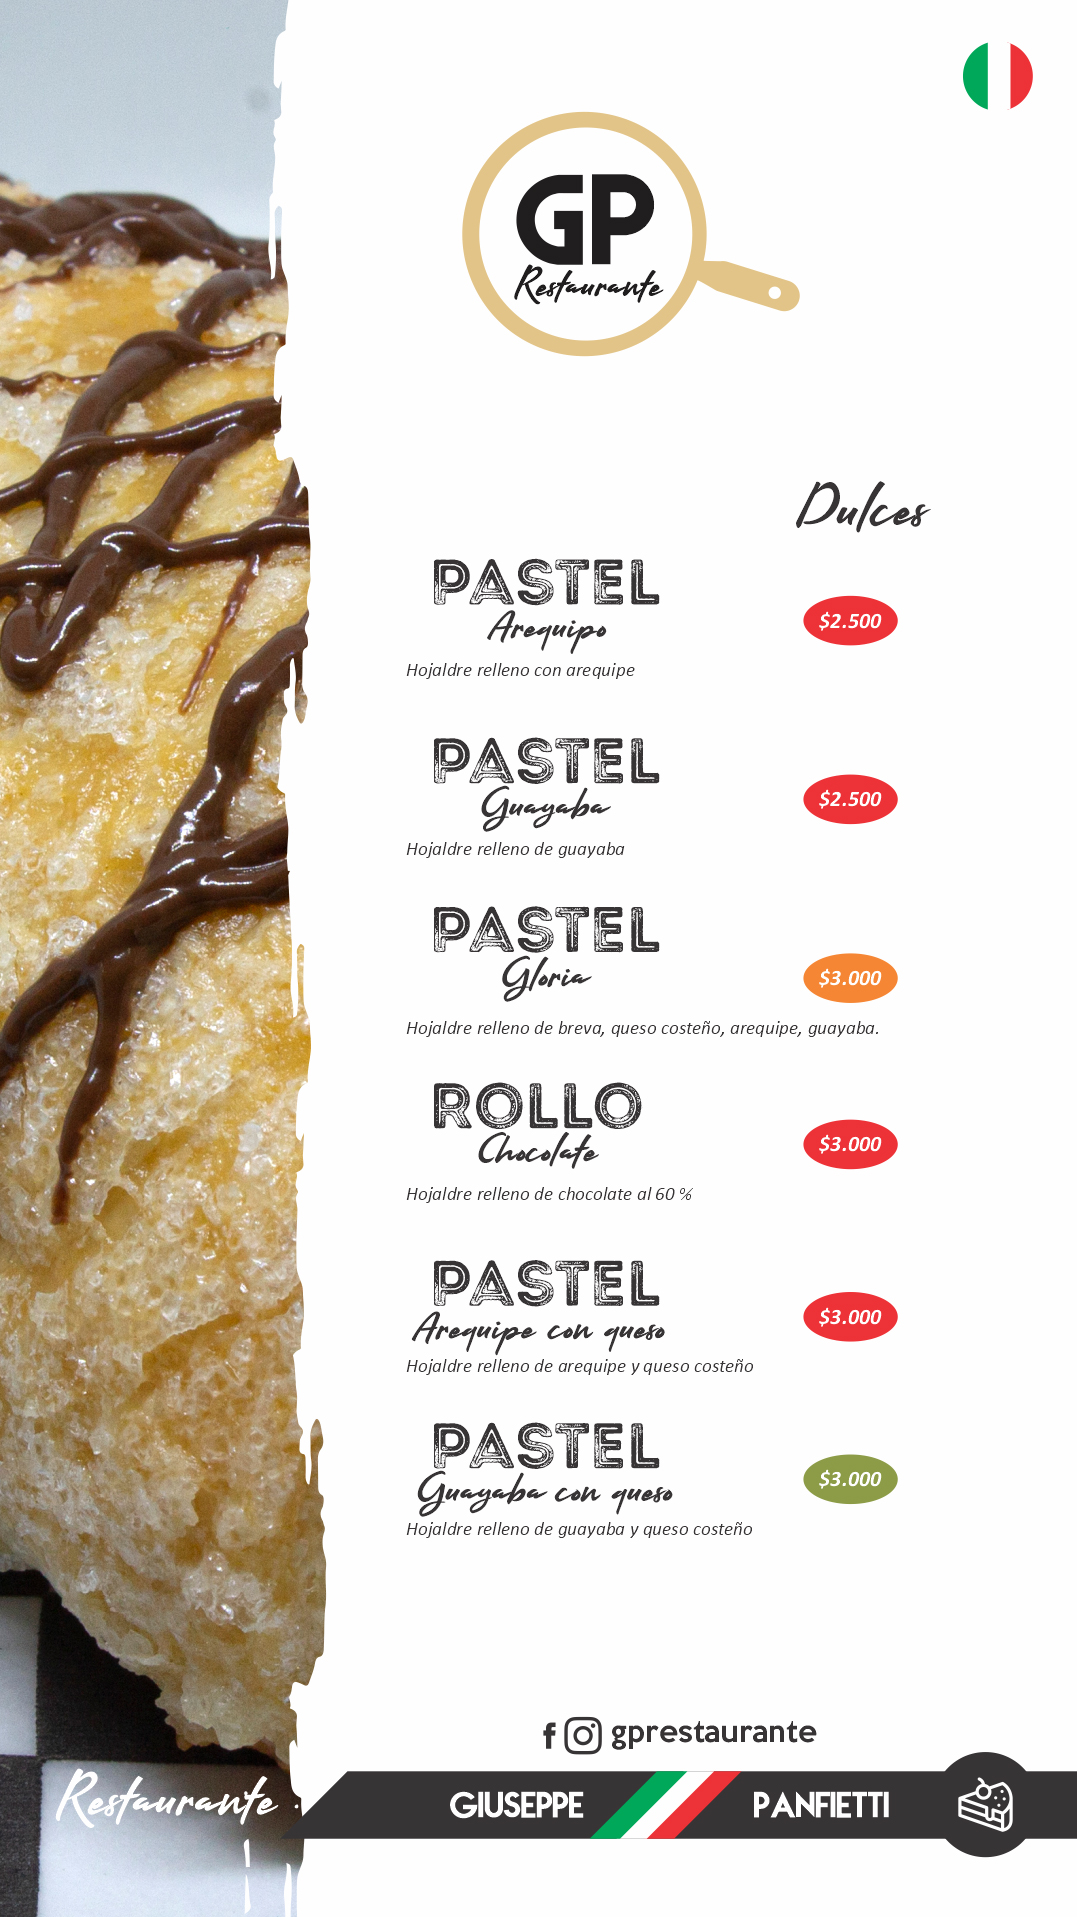 GP
Restaurante
Dulces
PASTEL
Arequipo
$2.500
Hojaldre relleno con arequipe
PASTEL
Guayaba
$2.500
Hojaldre relleno de guayaba
PASTEL
Gloria
$3.000
Hojaldre relleno de breva, queso costeño, arequipe, guayaba.
ROLLO
Chocolate
$3.000
Hojaldre relleno de chocolate al 60 %
PASTEL
Arequipe con queso
$3.000
Hojaldre relleno de arequipe y queso costeño
PASTEL
Guayaba con queso
$3.000
Hojaldre relleno de guayaba y queso costeño
gprestaurante
Restaurante
GIUSEPPE PANFIETTI